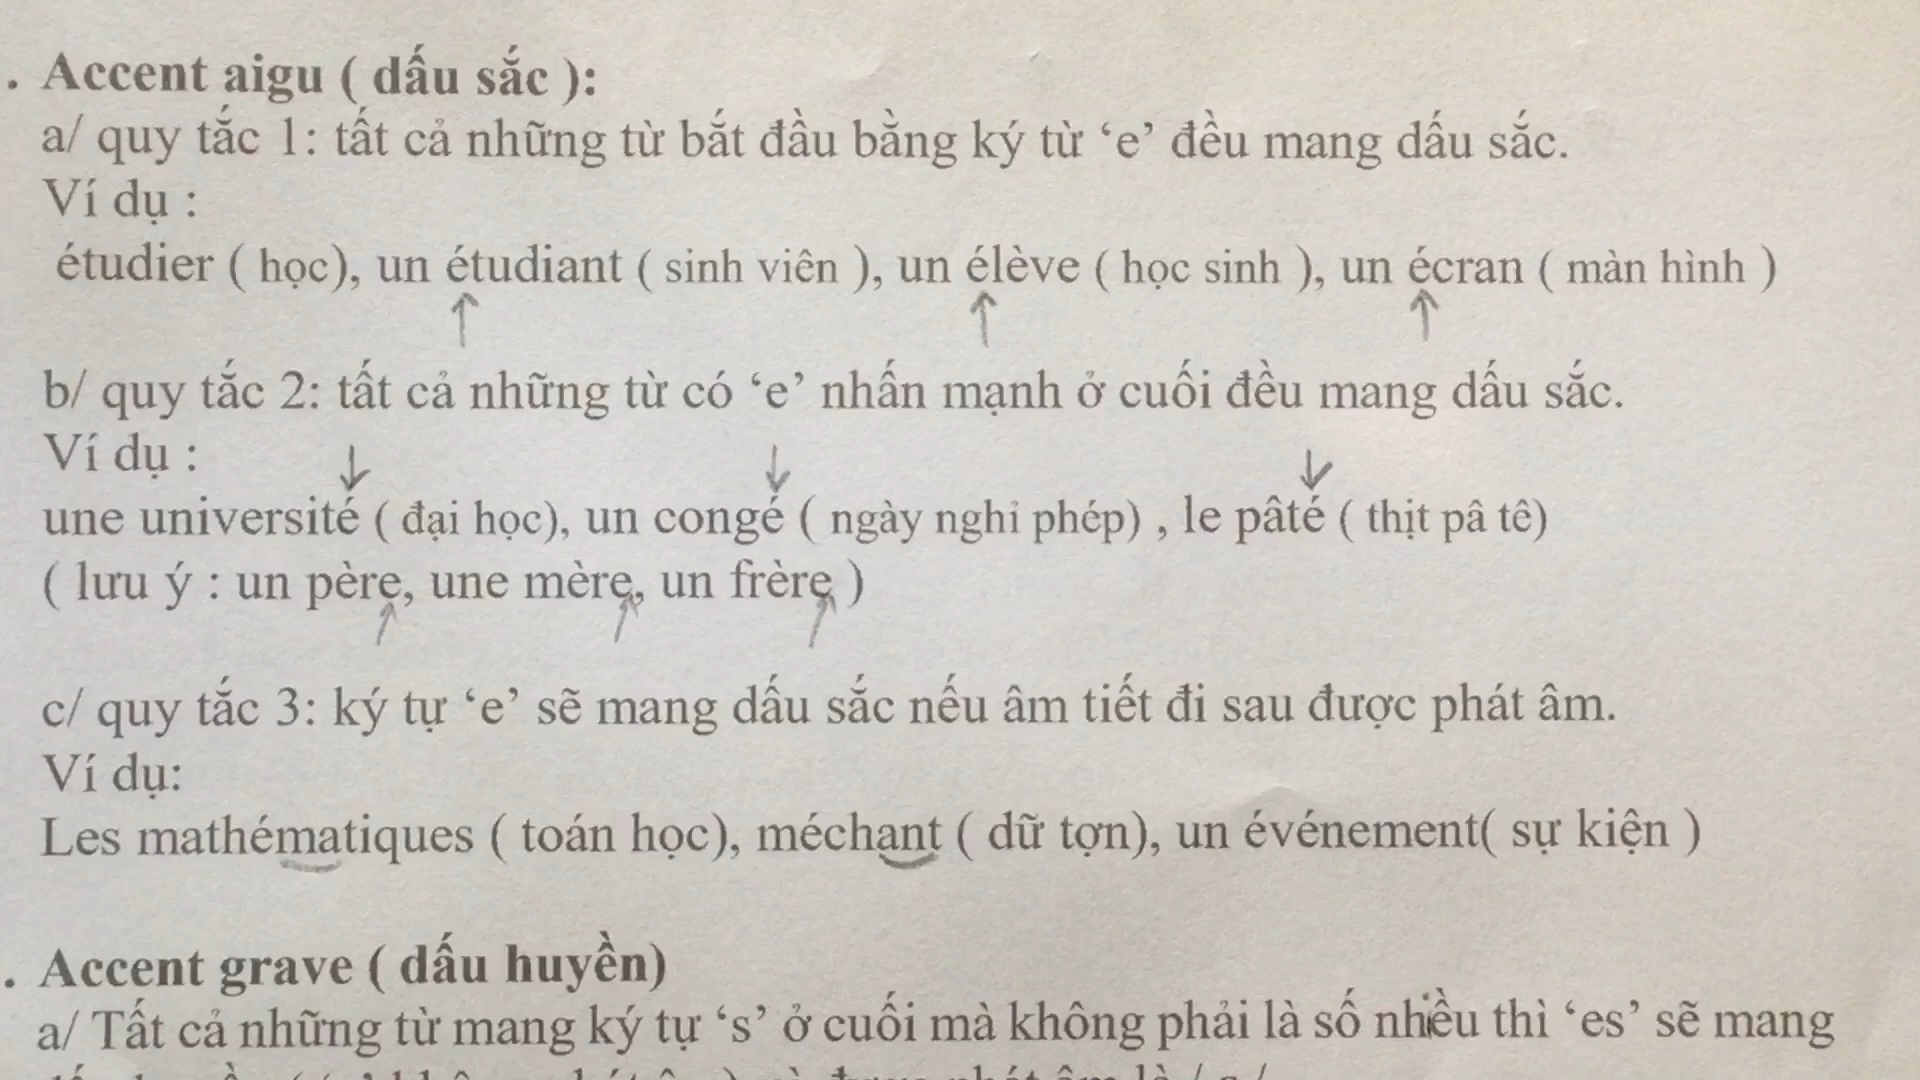 . Accent aigu ( dấu sắc ):
a/ quy tắc 1: tất cả những từ bắt đầu bằng ký từ ‘e’ đều mang dấu sắc.
Ví dụ :
étudier ( học), un étudiant ( sinh viên ), un élève ( học sinh ), un écran ( màn hình )
b/ quy tắc 2: tất cả những từ có ‘e’ nhấn mạnh ở cuối đều mang dấu sắc.
Ví dụ :
une université ( đại học), un congé ( ngày nghỉ phép) , le pâté ( thịt pâ tê)
( lưu ý : un père, une mère, un frère )
c/ quy tắc 3: ký tự ‘e’ sẽ mang dấu sắc nếu âm tiết đi sau được phát âm.
Ví dụ:
Les mathématiques ( toán học), méchant ( dữ tợn), un événement( sự kiện )
. Accent grave ( dấu huyền)
a/ Tất cả những từ mang ký tự ‘s’ ở cuối mà không phải là số nhiều thì ‘es’ sẽ mang